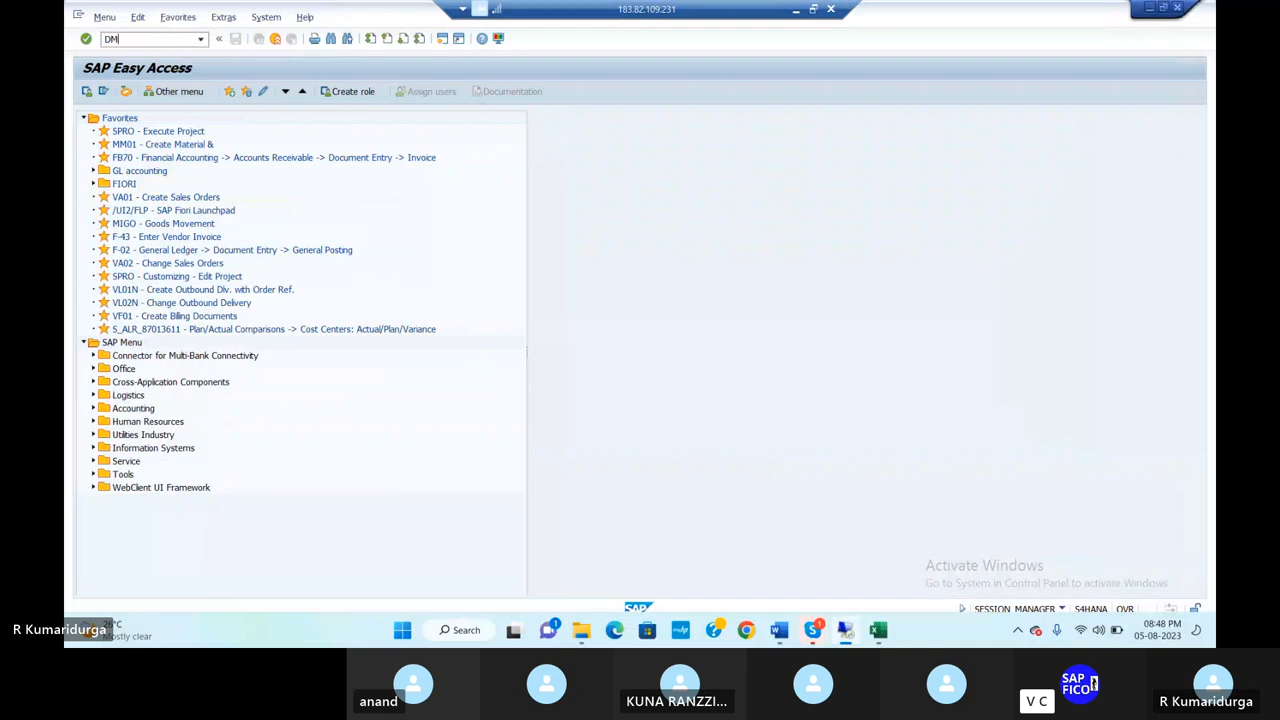 183.82.109.231
Menu Edit Favorites Extras System Help
DM
SAP Easy Access
Other menu Create role Assign users Documentation
Favorites
SPRO - Execute Project
MM01 - Create Material &
FB70 - Financial Accounting -> Accounts Receivable -> Document Entry -> Invoice
GL accounting
FIORI
VA01 - Create Sales Orders
/UI2/FLP - SAP Fiori Launchpad
MIGO - Goods Movement
F-43 - Enter Vendor Invoice
F-02 - General Ledger -> Document Entry -> General Posting
VA02 - Change Sales Orders
SPRO - Customizing - Edit Project
VL01N - Create Outbound Dlv. with Order Ref.
VL02N - Change Outbound Delivery
VF01 - Create Billing Documents
S_ALR_87013611 - Plan/Actual Comparisons -> Cost Centers: Actual/Plan/Variance
SAP Menu
Connector for Multi-Bank Connectivity
Office
Cross-Application Components
Logistics
Accounting
Human Resources
Utilities Industry
Information Systems
Service
Tools
WebClient UI Framework
Activate Windows
Go to System in Control Panel to activate Windows
SAP
SESSION_MANAGER S4HANA OVR
26°C
Mostly clear
Search
1
1
08:48 PM
05-08-2023
R Kumaridurga
anand
KUNA RANZZI...
SAP
FICO
V C
R Kumaridurga